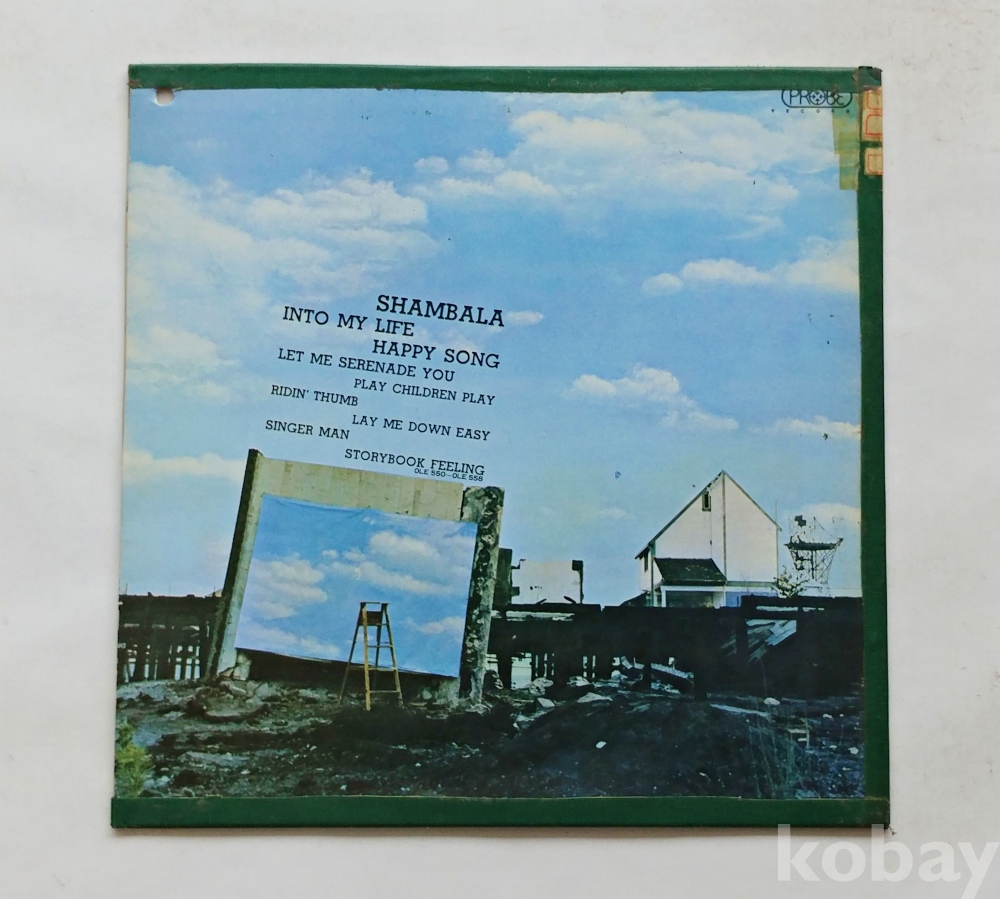 PROBE
SHAMBALA
INTO MY LIFE
HAPPY SONG
LET ME SERENADE YOU
PLAY CHILDREN PLAY
RIDIN' THUMB
LAY ME DOWN EASY
SINGER MAN
STORYBOOK FEELING
OLE 550-OLE 558
kobay